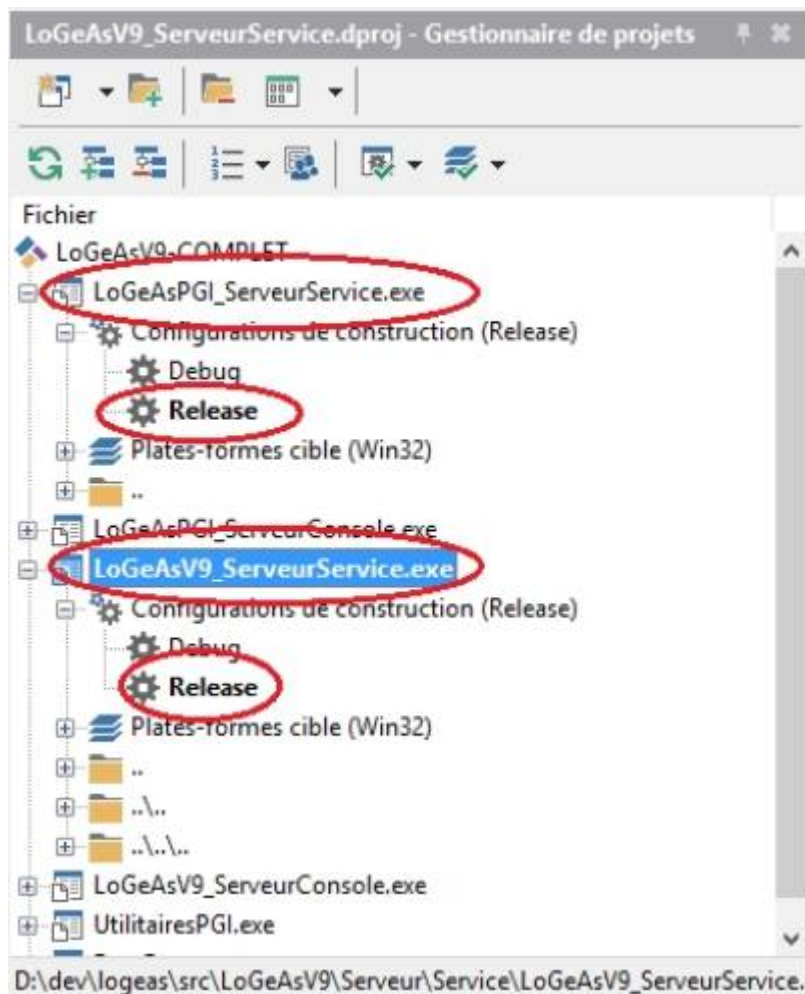 LoGeAsV9_ServeurService.dproj - Gestionnaire de projets
Fichier
LoGeAsV9-COMPLET
LoGeAsPGI_ServeurService.exe
Configurations de construction (Release)
Debug
Release
Plates-formes cible (Win32)
..
LoGeAsPGI_ServeurConsole.exe
LoGeAsV9_ServeurService.exe
Configurations de construction (Release)
Debug
Release
Plates-formes cible (Win32)
..
..\..
..\..\..
LoGeAsV9_ServeurConsole.exe
UtilitairesPGI.exe
D:\dev\logeas\src\LoGeAsV9\Serveur\Service\LoGeAsV9_ServeurService.